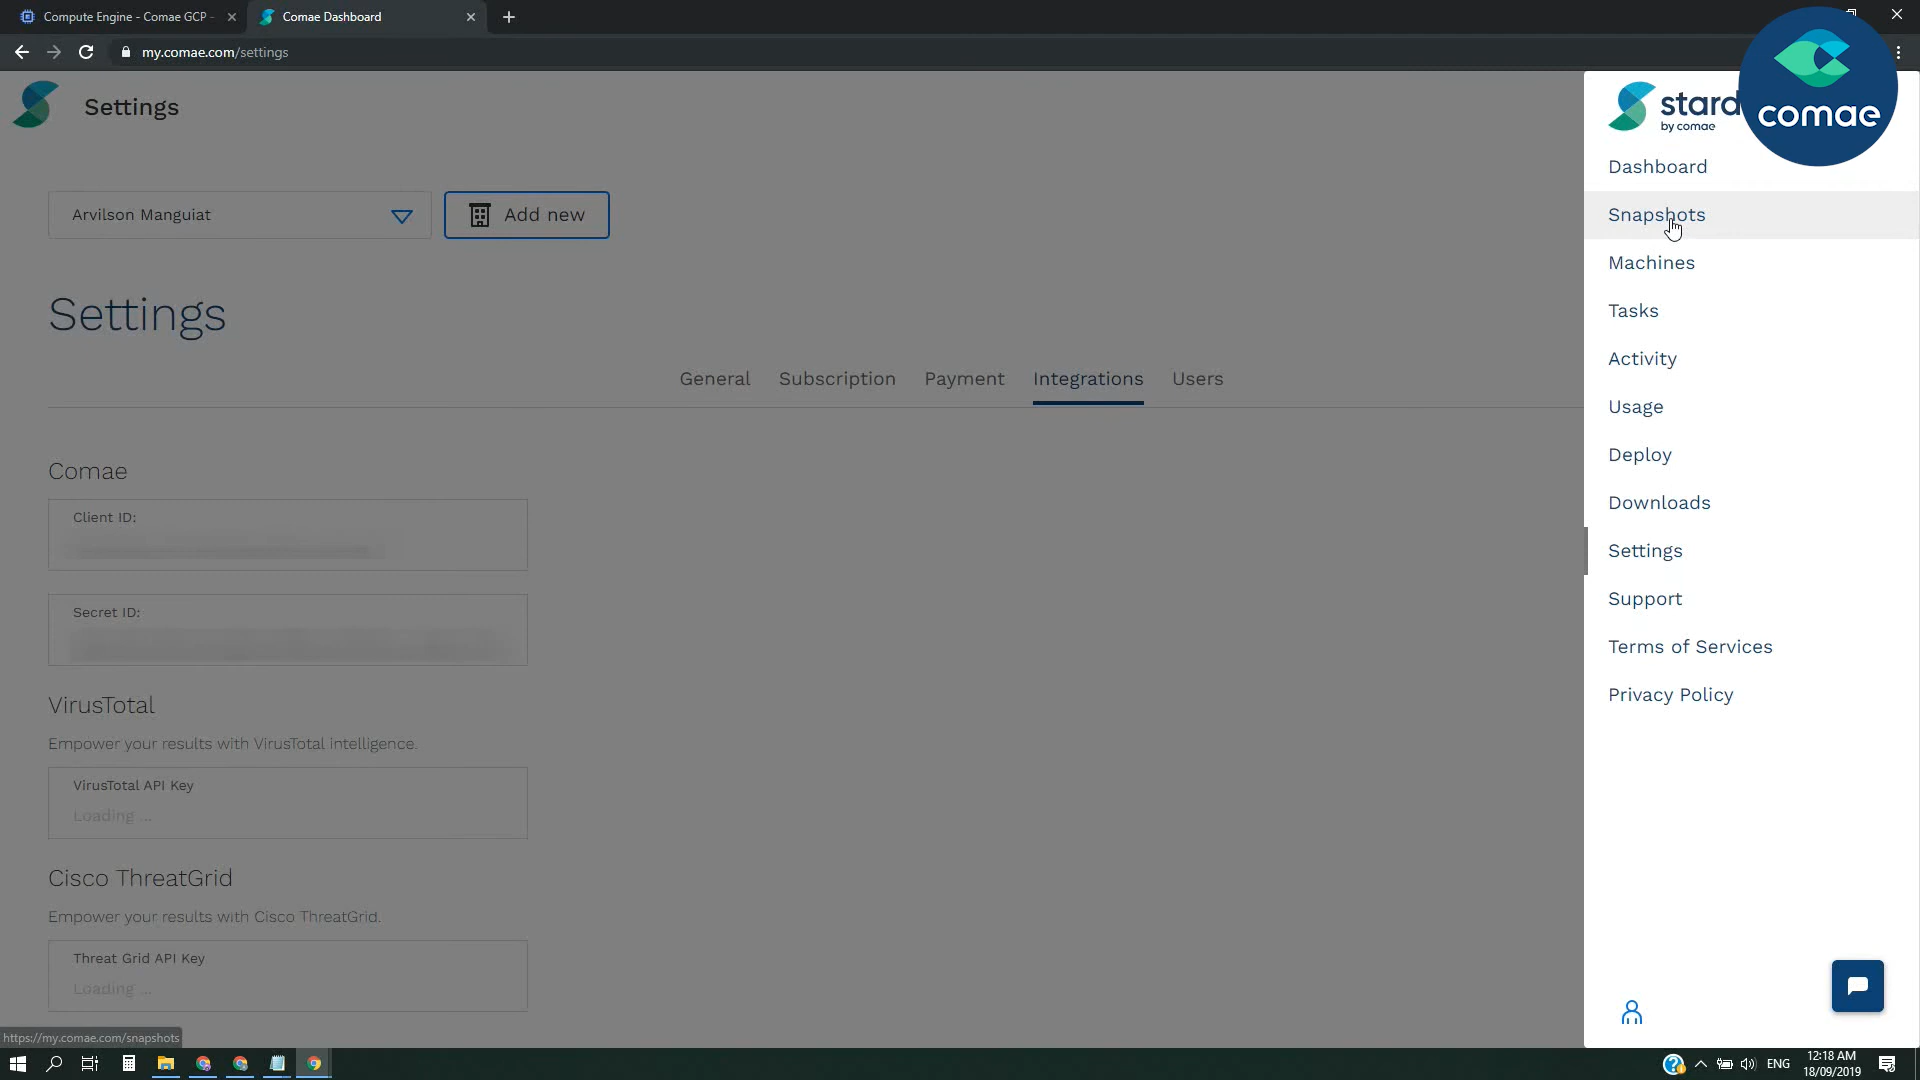 Compute Engine - Comae GCP -
Comae Dashboard
my.comae.com/settings
Settings
Arvilson Manguiat
Add new
Settings
General
Subscription
Payment
Integrations
Users
Comae
Client ID:
Secret ID:
VirusTotal
Empower your results with VirusTotal intelligence.
VirusTotal API Key
Loading ...
Cisco ThreatGrid
Empower your results with Cisco ThreatGrid.
Threat Grid API Key
Loading ...
stard
by comae
comae
Dashboard
Snapshots
Machines
Tasks
Activity
Usage
Deploy
Downloads
Settings
Support
Terms of Services
Privacy Policy
https://my.comae.com/snapshots
ENG
12:18 AM
18/09/2019